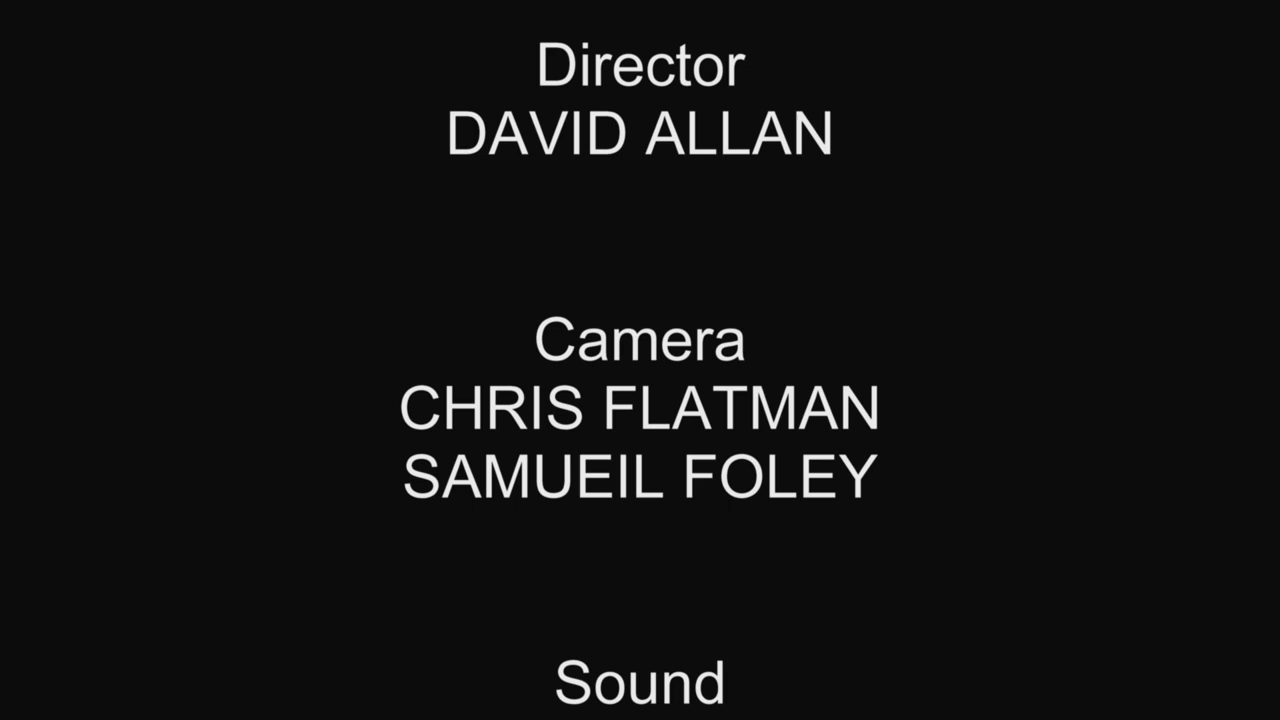 Director
DAVID ALLAN
Camera
CHRIS FLATMAN
SAMUEIL FOLEY
Sound